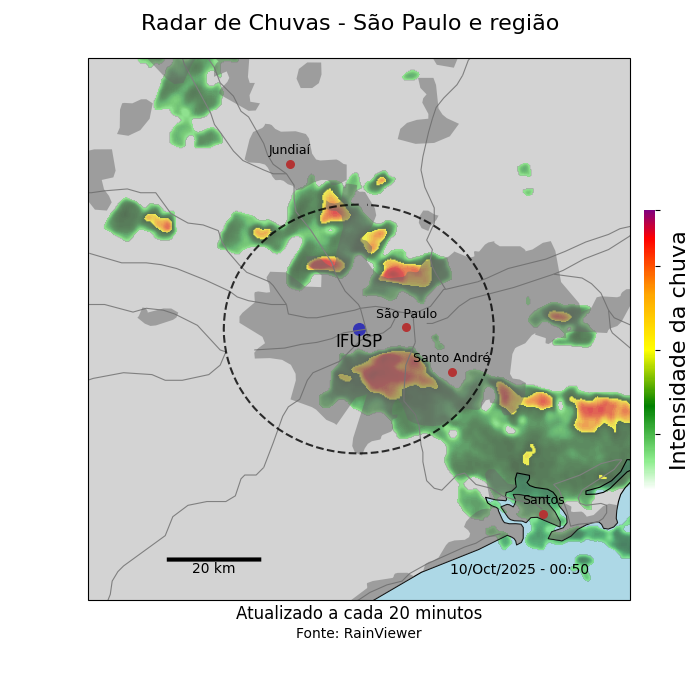 Radar de Chuvas - São Paulo e região
Jundiaí
São Paulo
IFUSP
Santo André
Santos
20 km
10/Oct/2025 - 00:50
Intensidade da chuva
Atualizado a cada 20 minutos
Fonte: RainViewer